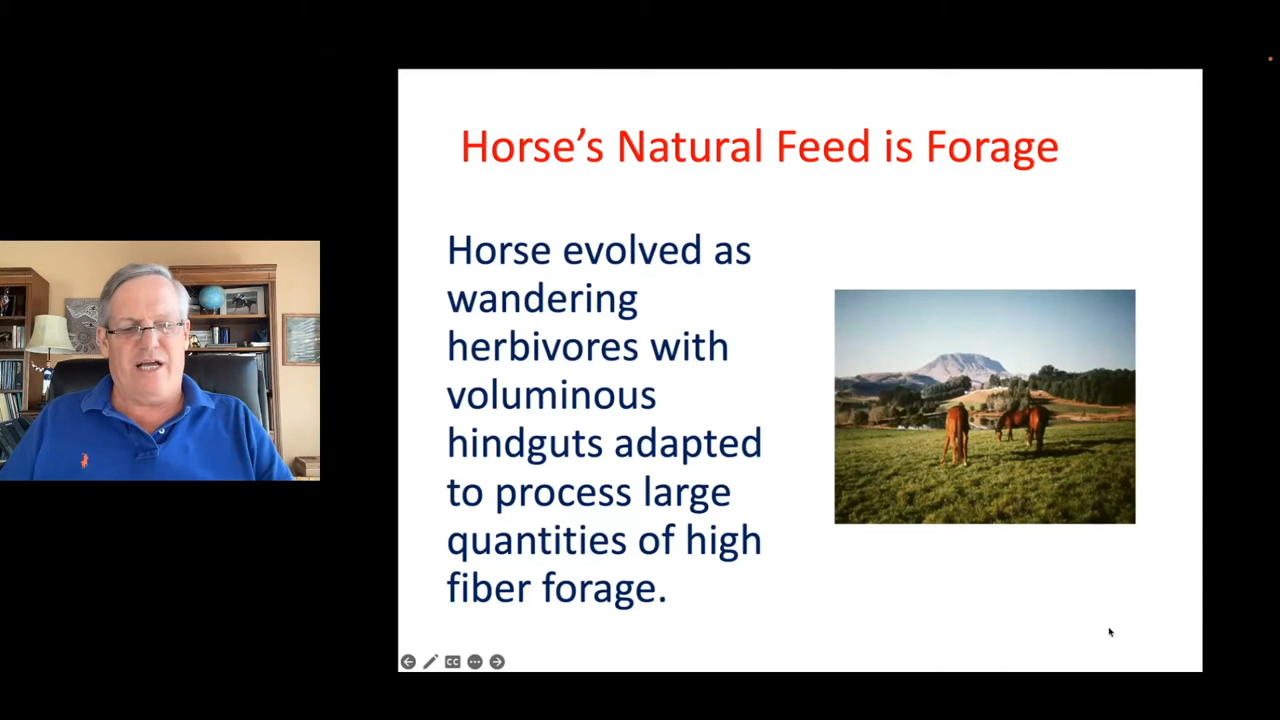 Horse's Natural Feed is Forage
Horse evolved as
wandering
herbivores with
voluminous
hindguts adapted
to process large
quantities of high
fiber forage.
CC